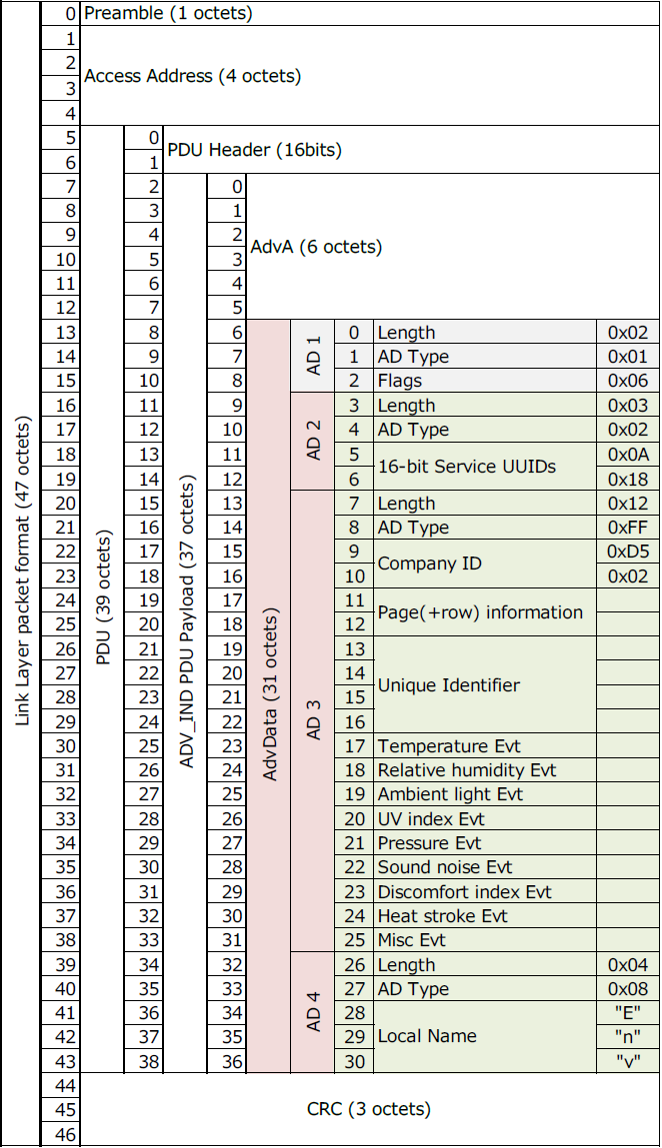 0 Preamble (1 octets)
1
2
Access Address (4 octets)
3
4
5 0
PDU Header (16bits)
6 1
7 2 0
8 3 1
9 4 2
AdvA (6 octets)
10 5 3
11 6 4
12 7 5
13 8 6 0 Length 0x02
AD 1
14 9 7 1 AD Type 0x01
15 10 8 2 Flags 0x06
16 11 9 3 Length 0x03
17 12 10 4 AD Type 0x02
AD 2
18 13 11 5 0x0A
16-bit Service UUIDs
19 14 12 6 0x18
20 15 13 7 Length 0x12
21 16 14 8 AD Type 0xFF
22 17 15 9 0xD5
Company ID
23 18 16 10 0x02
24 19 17 11
Page(+row) information
25 20 18 12
26 21 19 13
27 22 20 14
Unique Identifier
28 23 21 15
29 24 22 16
Link Layer packet format (47 octets)
PDU (39 octets)
ADV_IND PDU Payload (37 octets)
AdvData (31 octets)
AD 3
30 25 23 17 Temperature Evt
31 26 24 18 Relative humidity Evt
32 27 25 19 Ambient light Evt
33 28 26 20 UV index Evt
34 29 27 21 Pressure Evt
35 30 28 22 Sound noise Evt
36 31 29 23 Discomfort index Evt
37 32 30 24 Heat stroke Evt
38 33 31 25 Misc Evt
39 34 32 26 Length 0x04
40 35 33 27 AD Type 0x08
AD 4
41 36 34 28 "E"
42 37 35 29 Local Name "n"
43 38 36 30 "v"
44
45 CRC (3 octets)
46